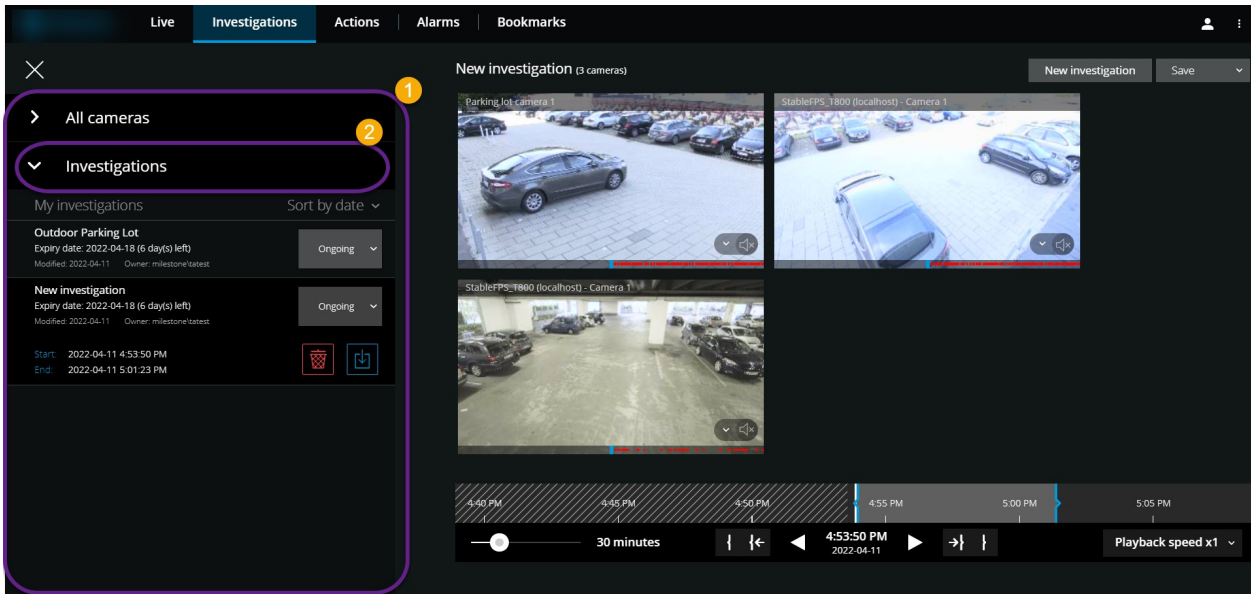 Live Investigations Actions Alarms Bookmarks
1
All cameras
2
Investigations
My investigations Sort by date
Outdoor Parking Lot
Expiry date: 2022-04-18 (6 day(s) left)
Modified: 2022-04-11 Owner: milestone\tatest
Ongoing
New investigation
Expiry date: 2022-04-18 (6 day(s) left)
Modified: 2022-04-11 Owner: milestone\tatest
Ongoing
Start: 2022-04-11 4:53:50 PM
End: 2022-04-11 5:01:23 PM
New investigation (3 cameras)
New investigation Save
Parking lot camera 1
StableFPS_T800 (localhost) - Camera 1
StableFPS_T800 (localhost) - Camera 1
4:40 PM 4:45 PM 4:50 PM 4:55 PM 5:00 PM 5:05 PM
30 minutes
4:53:50 PM
2022-04-11
Playback speed x1